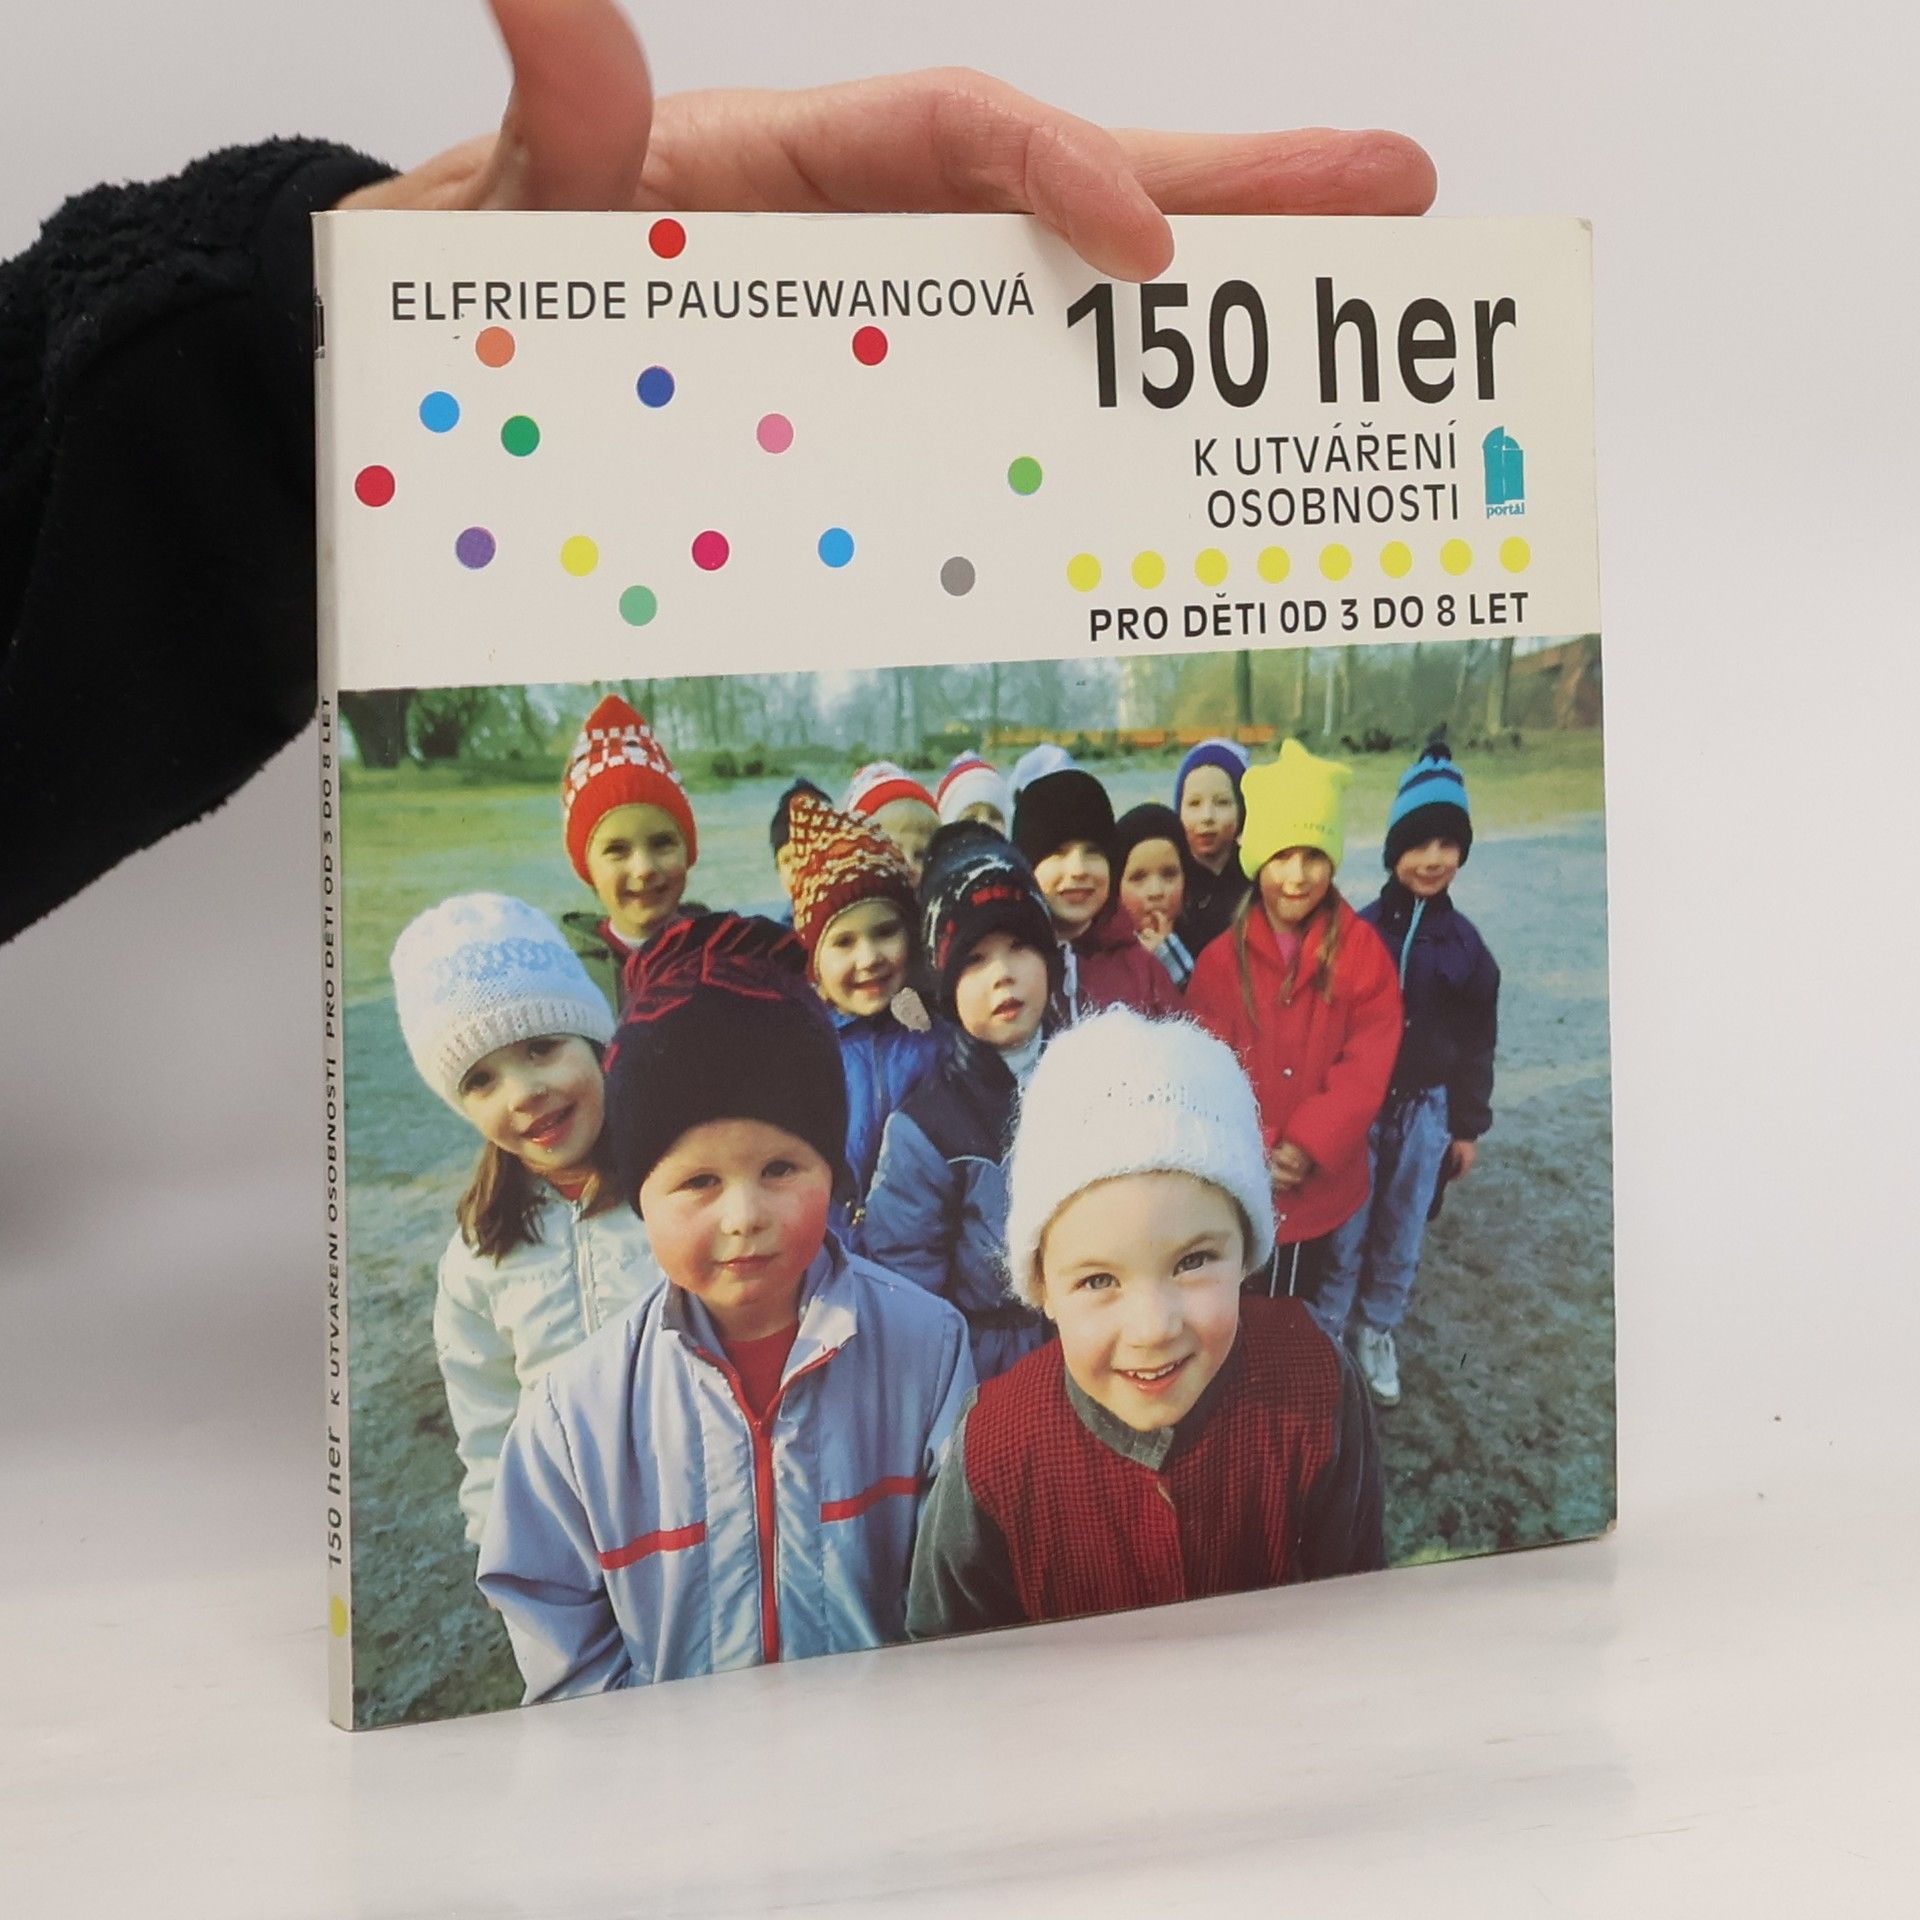 ELFRIEDE PAUSEWANGOVÁ
150 her
K UTVÁŘENÍ
OSOBNOSTI
portál
PRO DĚTI OD 3 DO 8 LET
150 her K UTVÁŘENÍ OSOBNOSTI PRO DĚTI OD 3 DO 8 LET